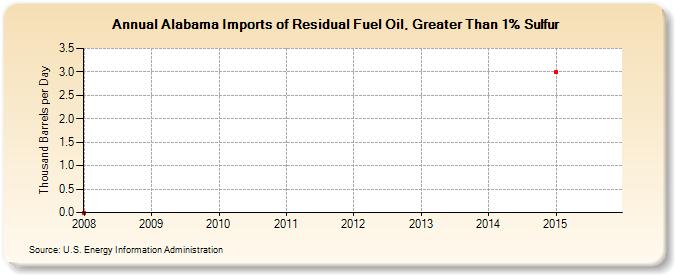 Annual Alabama Imports of Residual Fuel Oil, Greater Than 1% Sulfur
Thousand Barrels per Day
3.5
3.0
2.5
2.0
1.5
1.0
0.5
0.0
2008 2009 2010 2011 2012 2013 2014 2015
Source: U.S. Energy Information Administration